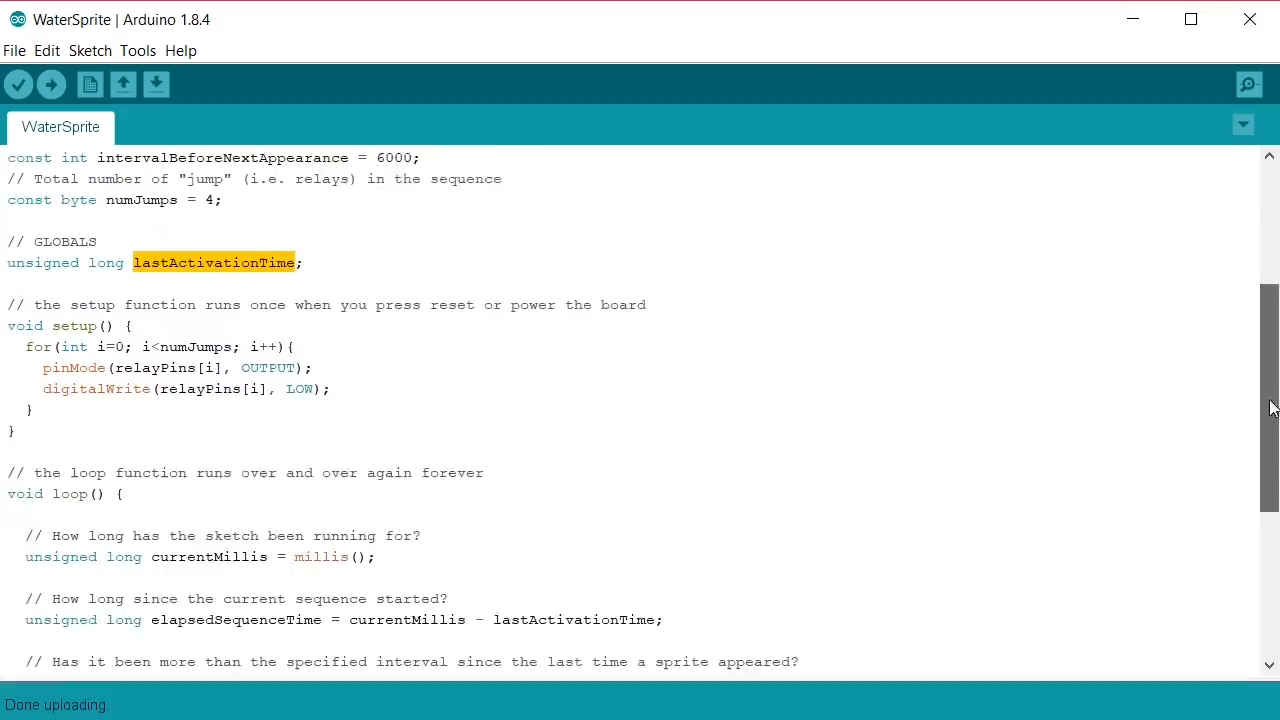 WaterSprite | Arduino 1.8.4
File Edit Sketch Tools Help
WaterSprite
const int intervalBeforeNextAppearance = 6000;
// Total number of "jump" (i.e. relays) in the sequence
const byte numJumps = 4;
// GLOBALS
unsigned long lastActivationTime;
// the setup function runs once when you press reset or power the board
void setup() {
for(int i=0; i<numJumps; i++){
pinMode(relayPins[i], OUTPUT);
digitalWrite(relayPins[i], LOW);
}
}
// the loop function runs over and over again forever
void loop() {
// How long has the sketch been running for?
unsigned long currentMillis = millis();
// How long since the current sequence started?
unsigned long elapsedSequenceTime = currentMillis - lastActivationTime;
// Has it been more than the specified interval since the last time a sprite appeared?
Done uploading.